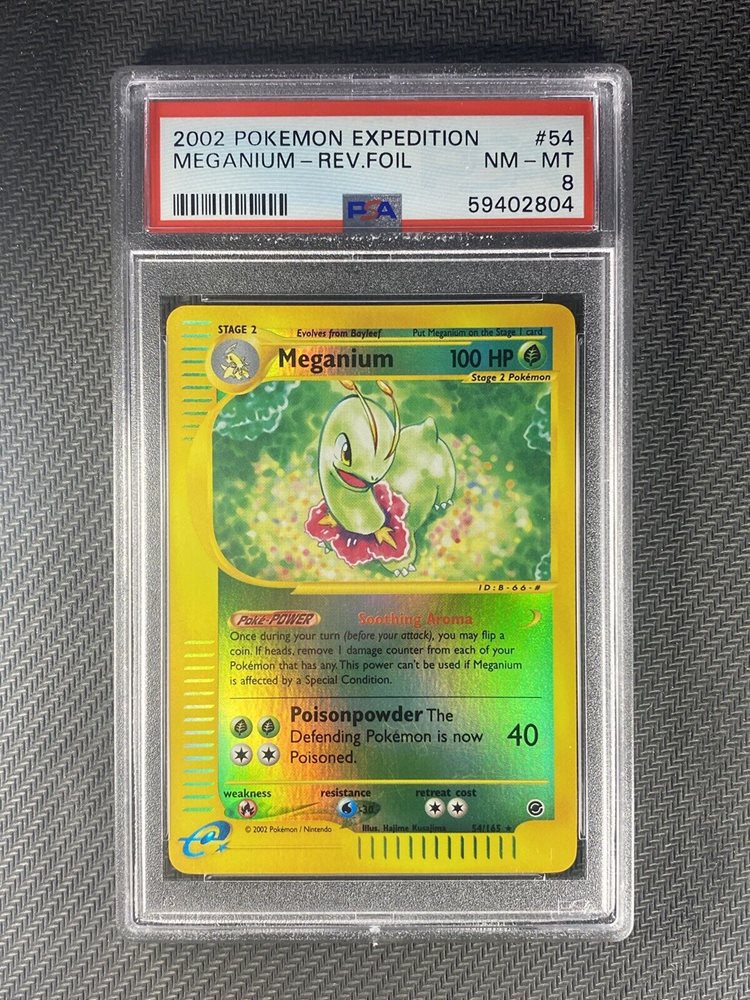 2002 POKEMON EXPEDITION #54
MEGANIUM - REV.FOIL NM - MT
8
PSA 59402804
STAGE 2 Evolves from Bayleef Put Meganium on the Stage 1 card
Meganium 100 HP
Stage 2 Pokémon
ID:B-66-#
Poké-POWER Soothing Aroma
Once during your turn (before your attack), you may flip a
coin. If heads, remove 1 damage counter from each of your
Pokémon that has any. This power can't be used if Meganium
is affected by a Special Condition.
Poisonpowder The
Defending Pokémon is now 40
Poisoned.
weakness resistance retreat cost
-30
e
© 2002 Pokémon / Nintendo Illus. Hajime Kusajima 54/165 ★